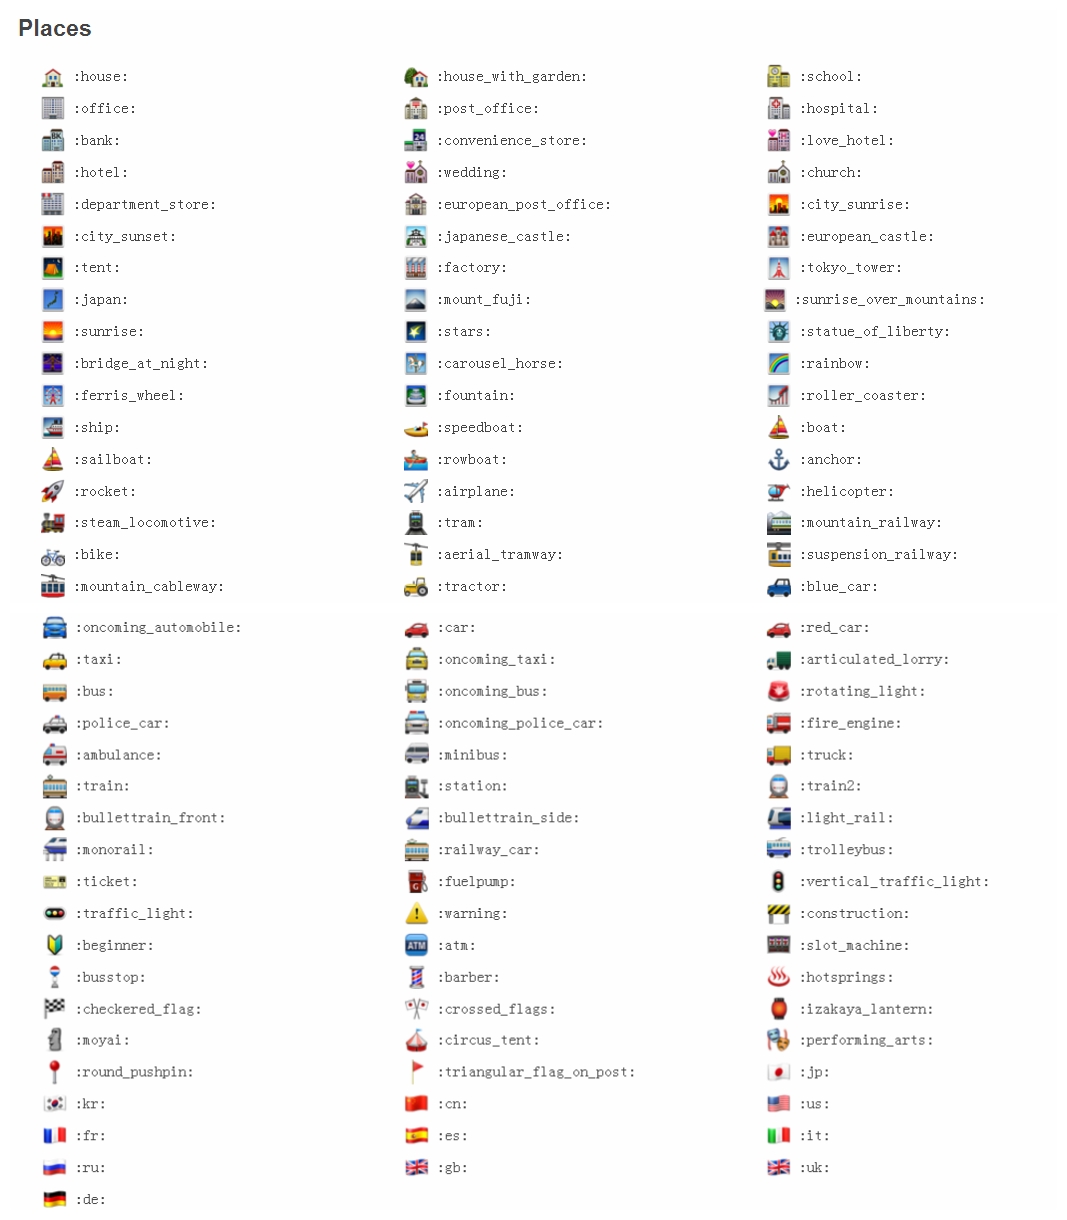 Places
:house: :house_with_garden: :school:
:office: :post_office: :hospital:
:bank: :convenience_store: :love_hotel:
:hotel: :wedding: :church:
:department_store: :european_post_office: :city_sunrise:
:city_sunset: :japanese_castle: :european_castle:
:tent: :factory: :tokyo_tower:
:japan: :mount_fuji: :sunrise_over_mountains:
:sunrise: :stars: :statue_of_liberty:
:bridge_at_night: :carousel_horse: :rainbow:
:ferris_wheel: :fountain: :roller_coaster:
:ship: :speedboat: :boat:
:sailboat: :rowboat: :anchor:
:rocket: :airplane: :helicopter:
:steam_locomotive: :tram: :mountain_railway:
:bike: :aerial_tramway: :suspension_railway:
:mountain_cableway: :tractor: :blue_car:
:oncoming_automobile: :car: :red_car:
:taxi: :oncoming_taxi: :articulated_lorry:
:bus: :oncoming_bus: :rotating_light:
:police_car: :oncoming_police_car: :fire_engine:
:ambulance: :minibus: :truck:
:train: :station: :train2:
:bullettrain_front: :bullettrain_side: :light_rail:
:monorail: :railway_car: :trolleybus:
:ticket: :fuelpump: :vertical_traffic_light:
:traffic_light: :warning: :construction:
:beginner: ATM :atm: :slot_machine:
:busstop: :barber: :hotsprings:
:checkered_flag: :crossed_flags: :izakaya_lantern:
:moyai: :circus_tent: :performing_arts:
:round_pushpin: :triangular_flag_on_post: :jp:
:kr: :cn: :us:
:fr: :es: :it:
:ru: :gb: :uk:
:de: